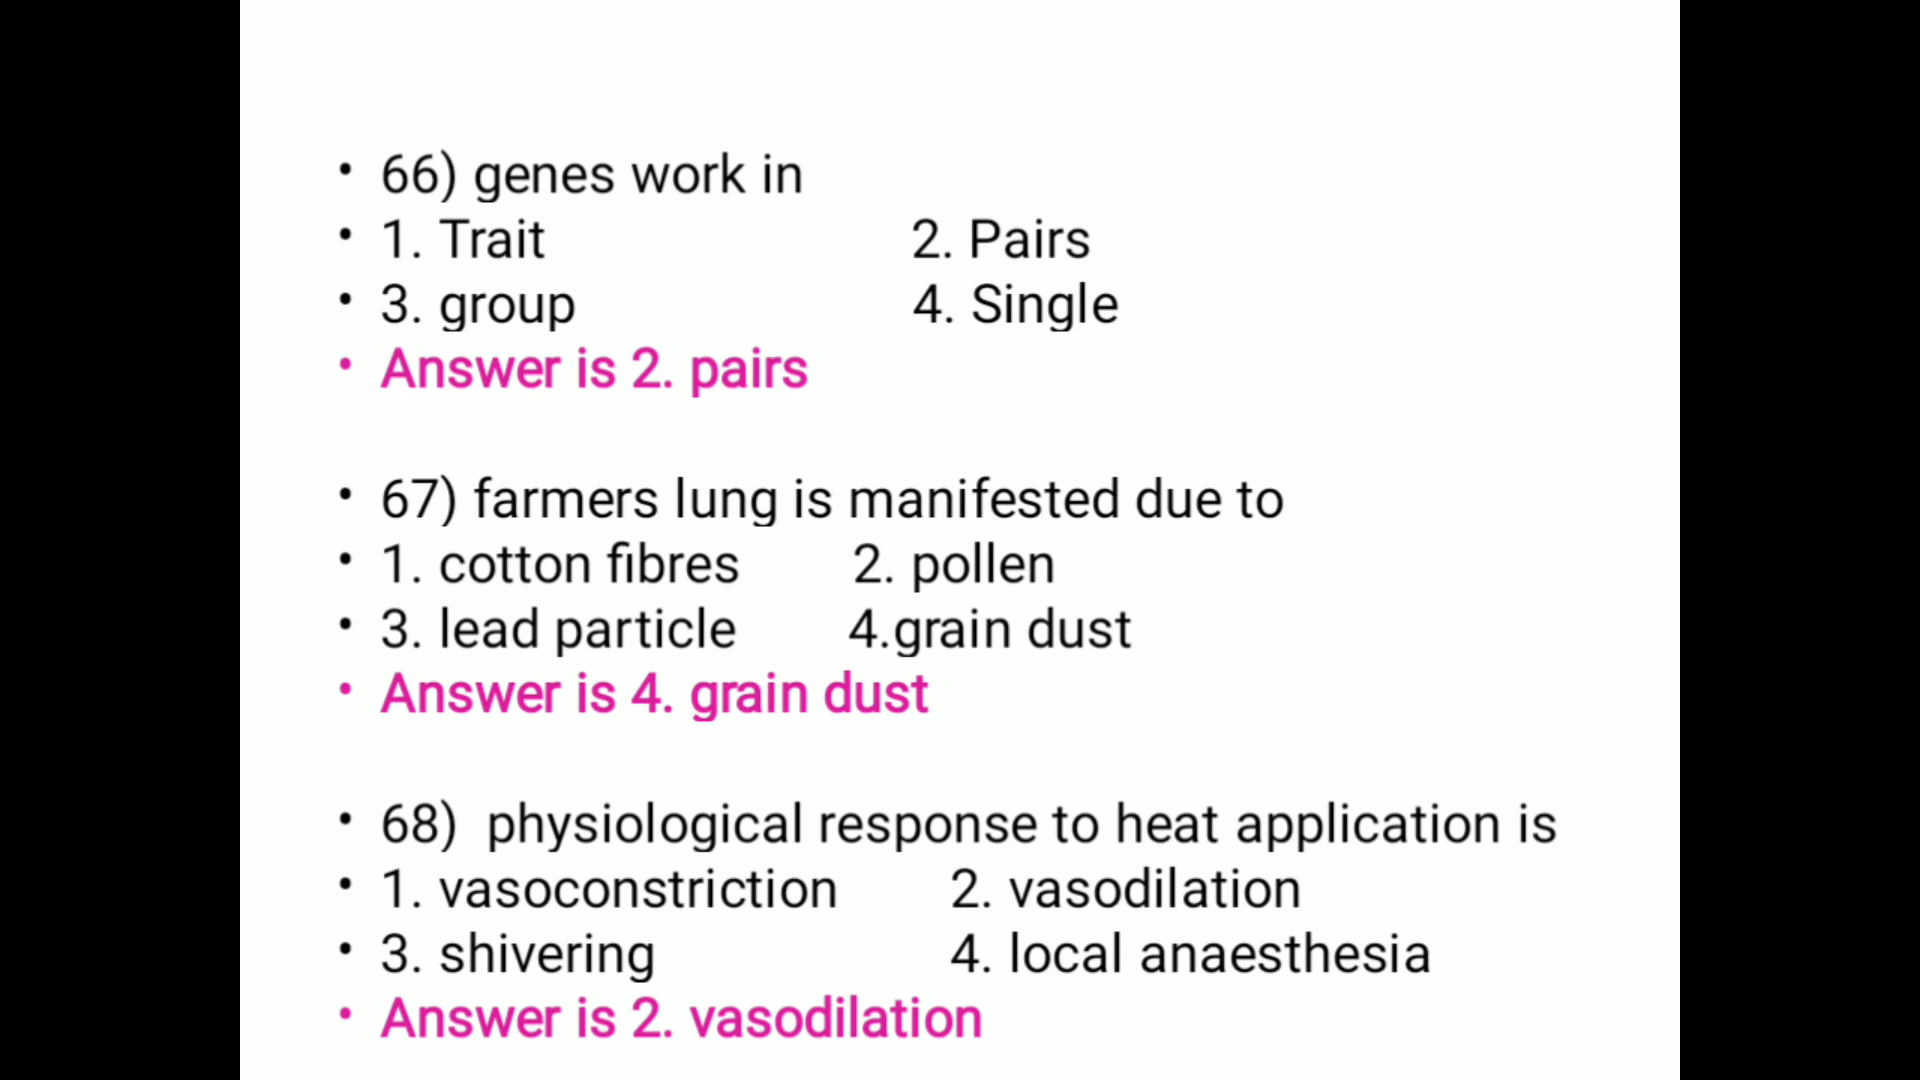 • 66) genes work in
• 1. Trait 2. Pairs
• 3. group 4. Single
• Answer is 2. pairs
• 67) farmers lung is manifested due to
• 1. cotton fibres 2. pollen
• 3. lead particle 4.grain dust
• Answer is 4. grain dust
• 68) physiological response to heat application is
• 1. vasoconstriction 2. vasodilation
• 3. shivering 4. local anaesthesia
• Answer is 2. vasodilation